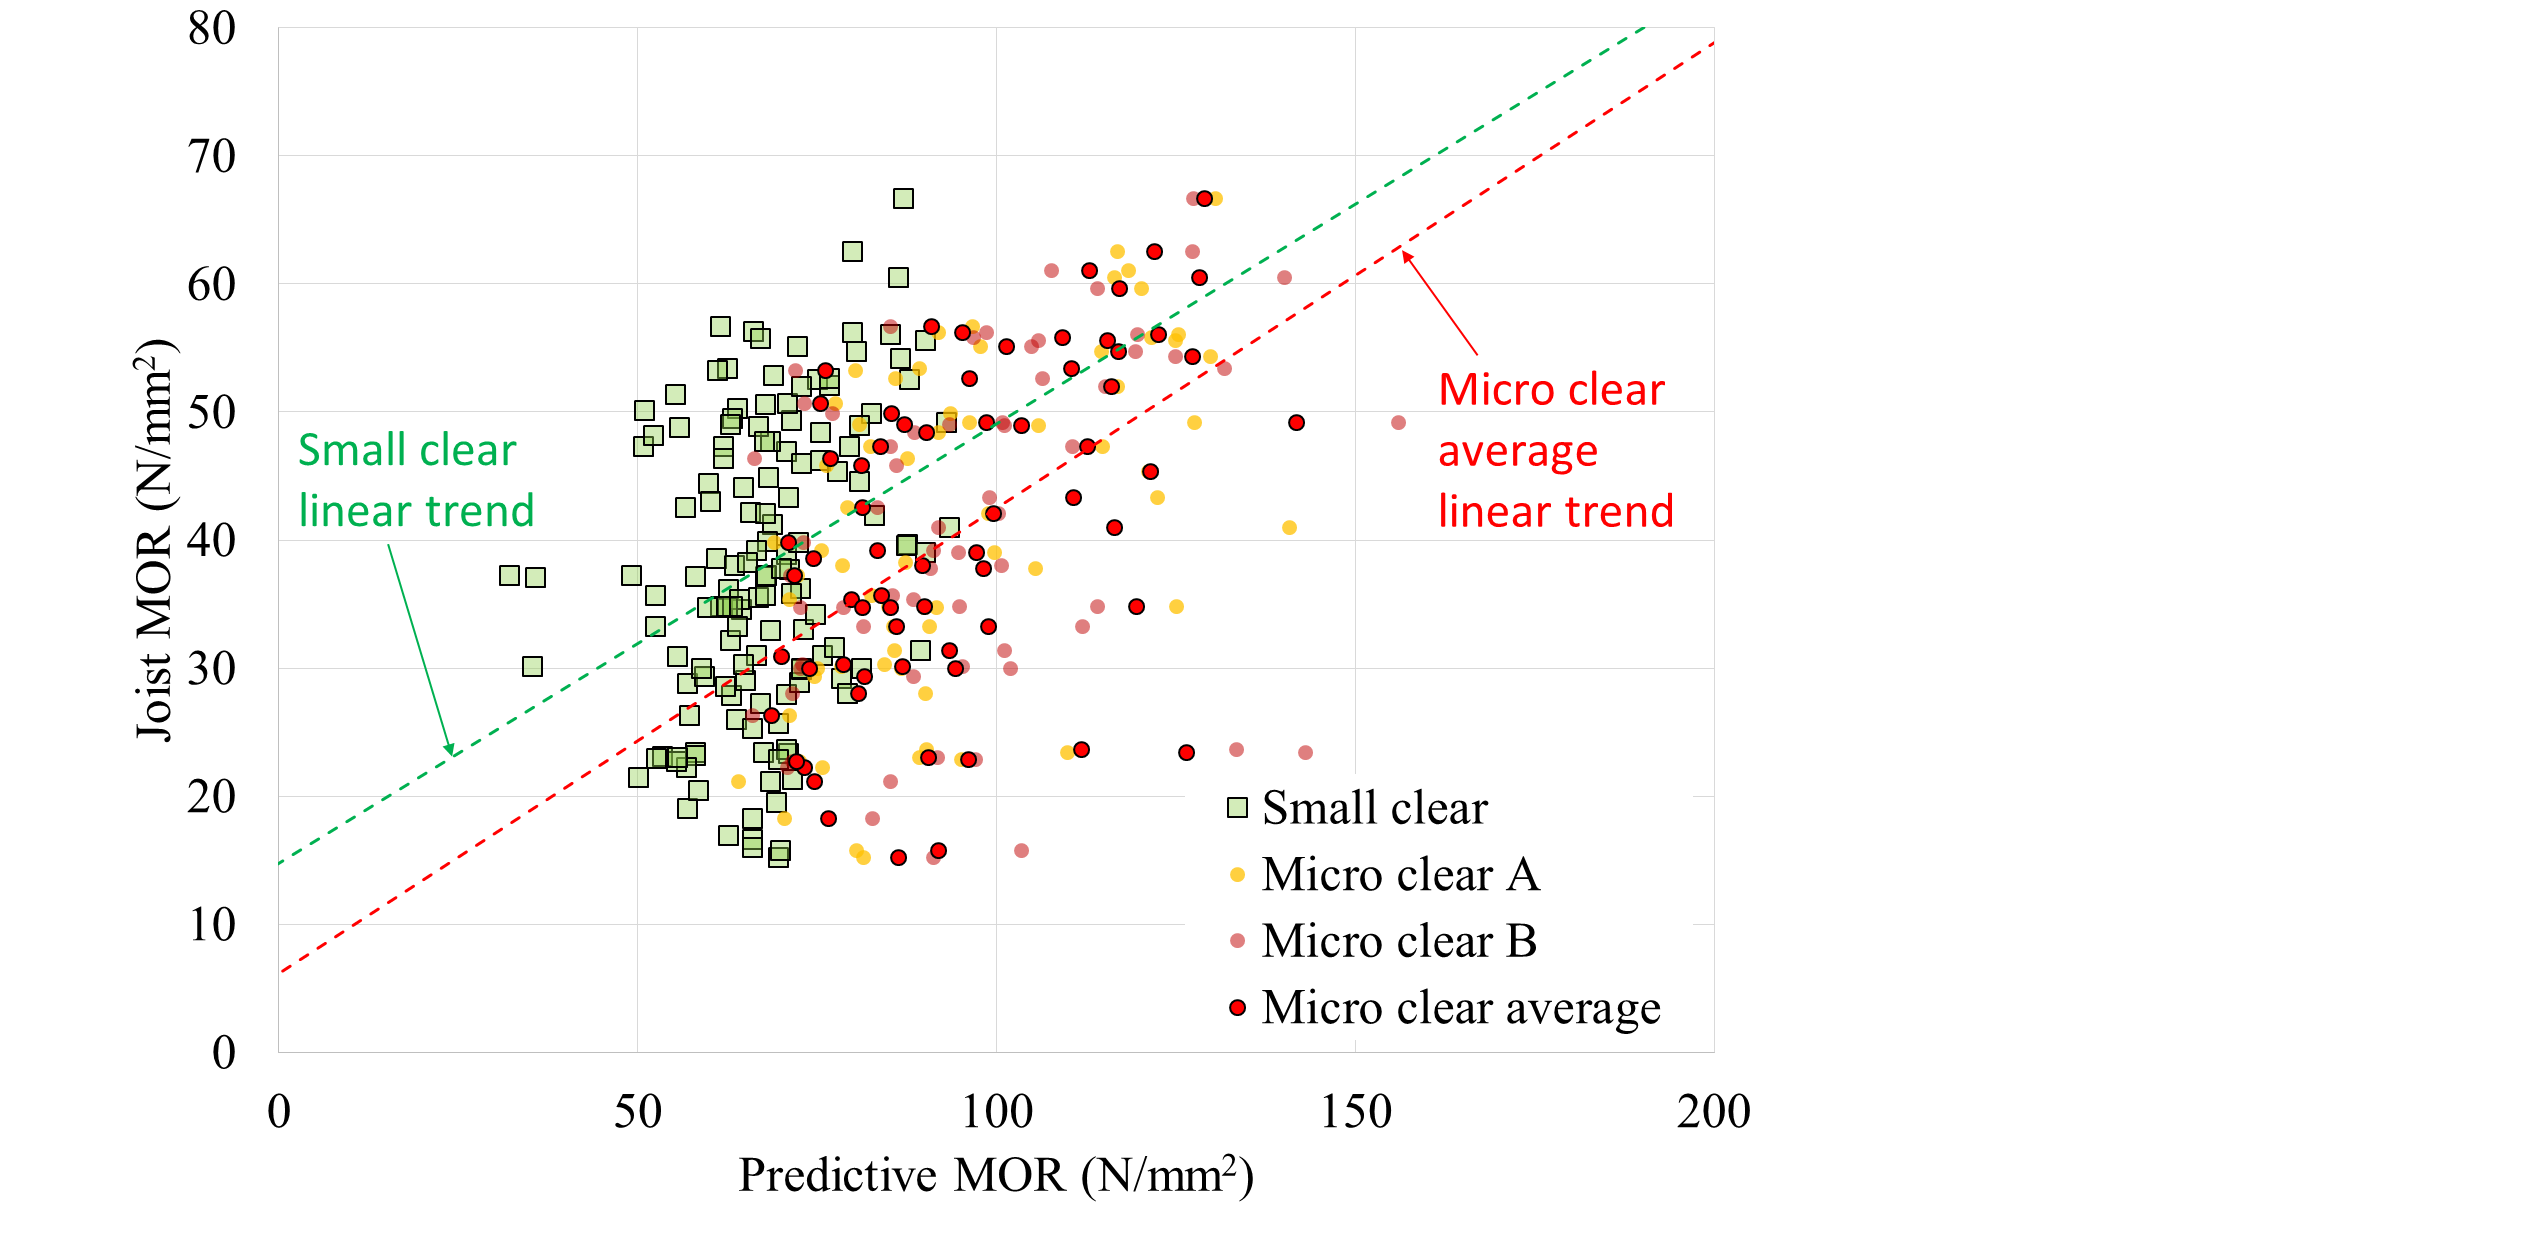 80
70
60
50
40
30
20
10
0
Joist MOR (N/mm²)
Small clear
linear trend
Micro clear
average
linear trend
Small clear
Micro clear A
Micro clear B
Micro clear average
0 50 100 150 200
Predictive MOR (N/mm²)